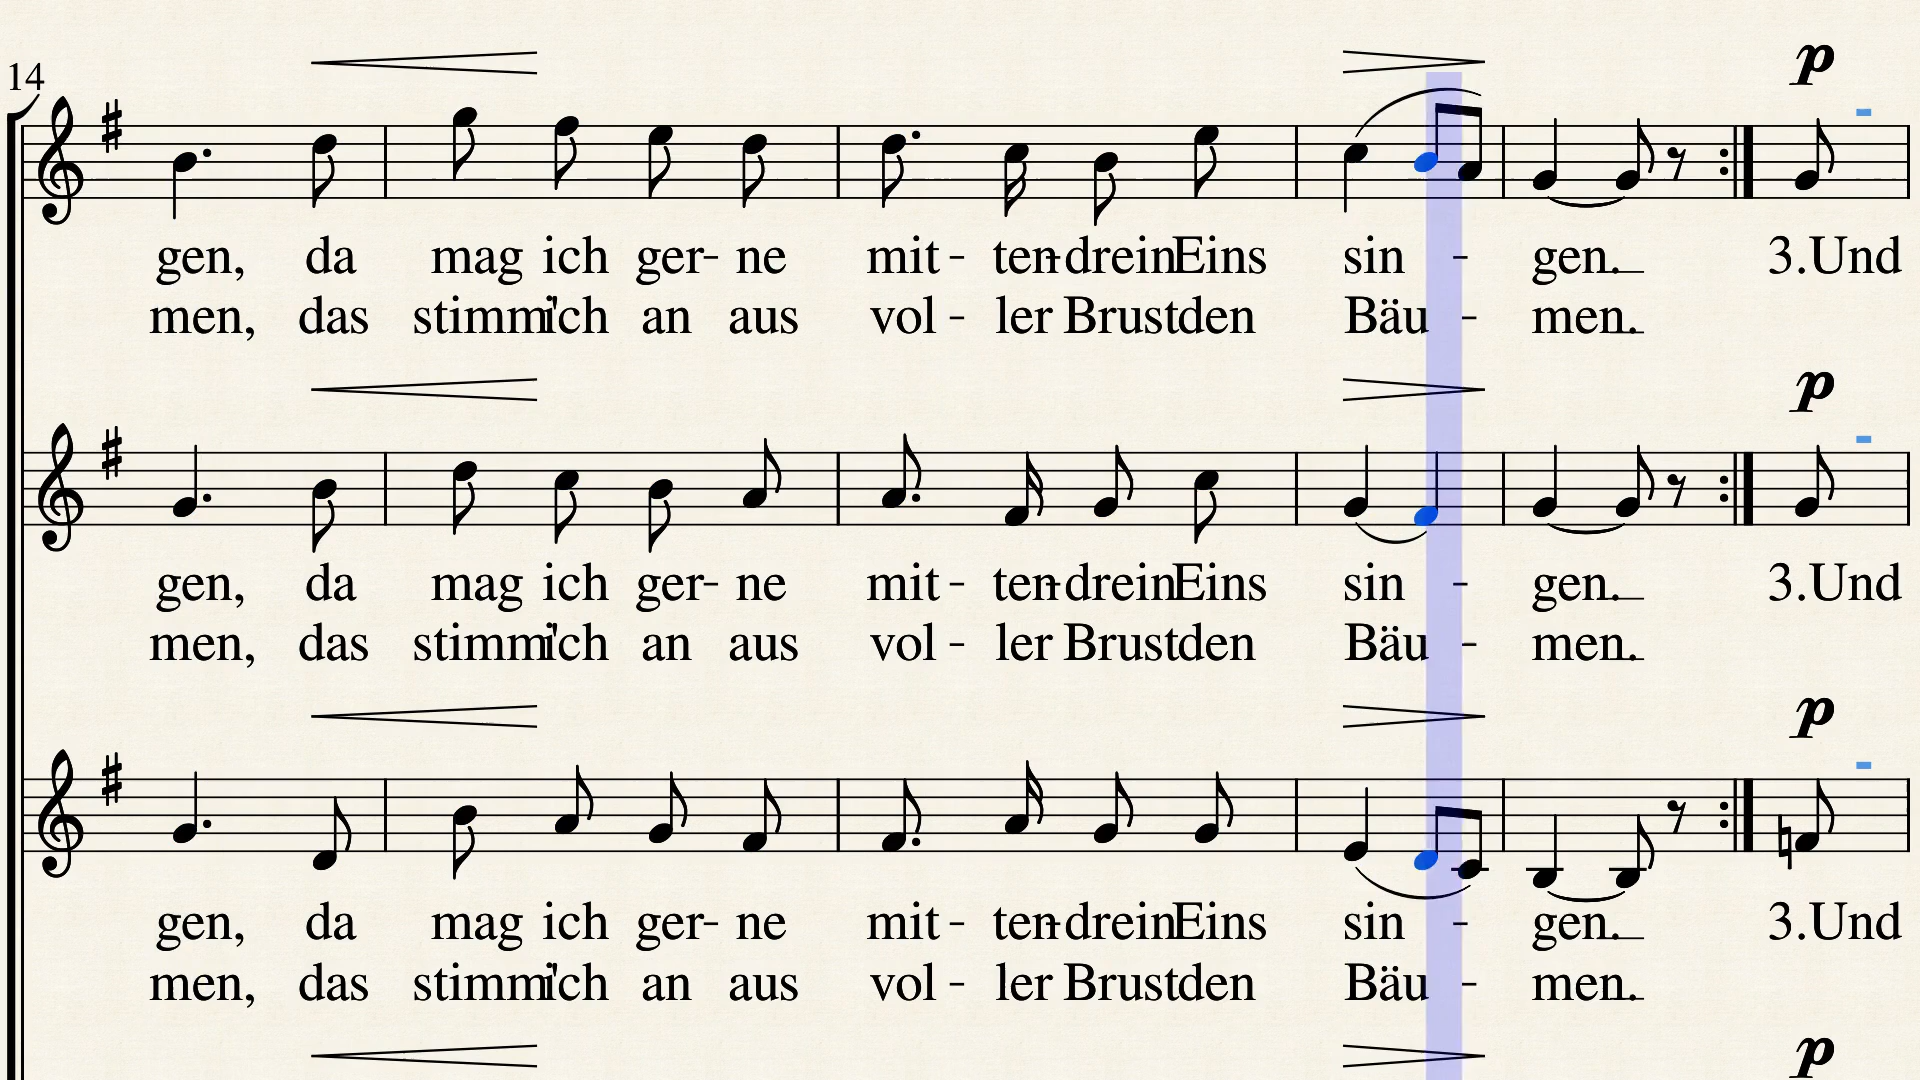 14
p
gen, da mag ich ger- ne mit - ten-drein Eins sin - gen. 3.Und
men, das stimm' ich an aus vol - ler Brust den Bäu - men.
p
gen, da mag ich ger- ne mit - ten-drein Eins sin - gen. 3.Und
men, das stimm' ich an aus vol - ler Brust den Bäu - men.
p
gen, da mag ich ger- ne mit - ten-drein Eins sin - gen. 3.Und
men, das stimm' ich an aus vol - ler Brust den Bäu - men.
p